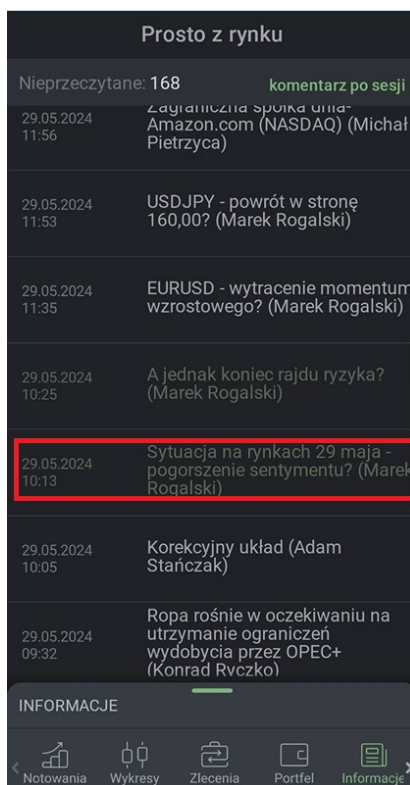 Prosto z rynku
Nieprzeczytane: 168 komentarz po sesji
Zagraniczna spółka dnia-
29.05.2024 Amazon.com (NASDAQ) (Michał
11:56 Pietrzyca)
USDJPY - powrót w stronę
29.05.2024
11:53 160,00? (Marek Rogalski)
EURUSD - wytracenie momentum
29.05.2024
11:35 wzrostowego? (Marek Rogalski)
A jednak koniec rajdu ryzyka?
29.05.2024
10:25 (Marek Rogalski)
Sytuacja na rynkach 29 maja -
29.05.2024 pogorszenie sentymentu? (Marek
10:13 Rogalski)
Korekcyjny układ (Adam
29.05.2024
10:05 Stańczak)
Ropa rośnie w oczekiwaniu na
29.05.2024 utrzymanie ograniczeń
09:32 wydobycia przez OPEC+
(Konrad Ryczko)
INFORMACJE
Notowania Wykresy Zlecenia Portfel Informacje